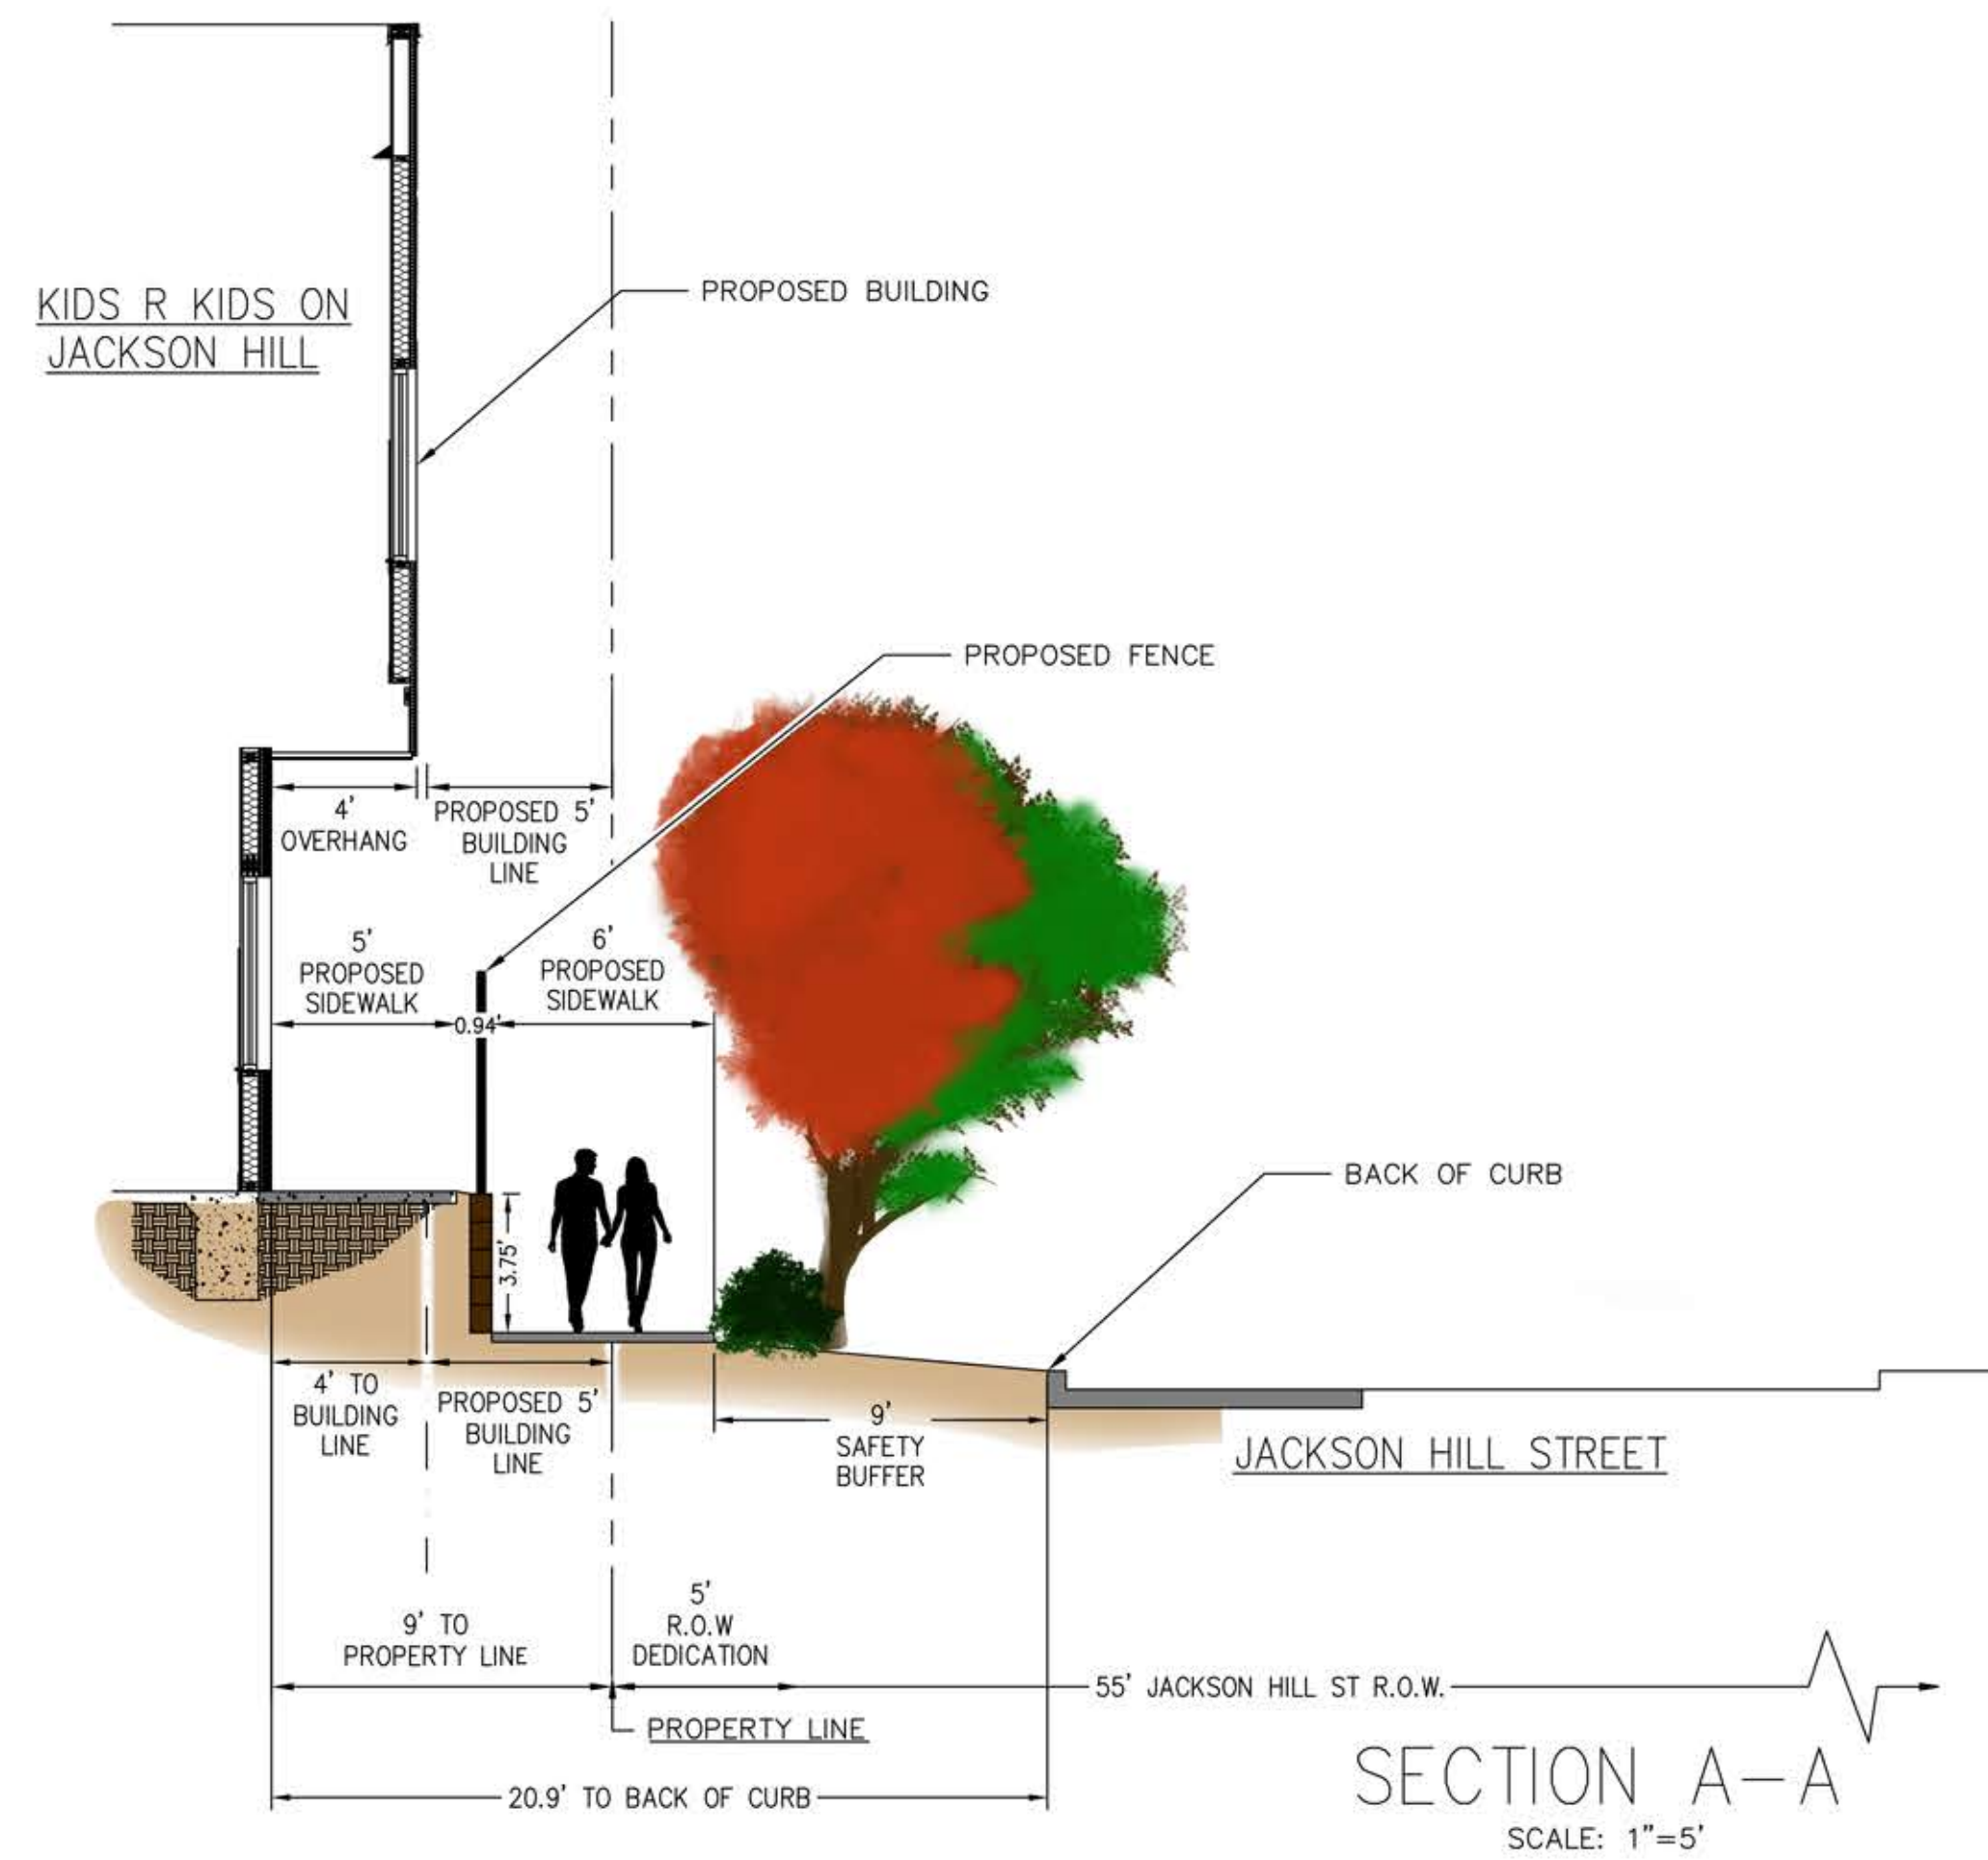 KIDS R KIDS ON
JACKSON HILL
PROPOSED BUILDING
PROPOSED FENCE
4'
OVERHANG
PROPOSED 5'
BUILDING
LINE
5'
PROPOSED
SIDEWALK
0.94'
6'
PROPOSED
SIDEWALK
BACK OF CURB
3.75'
4' TO
BUILDING
LINE
PROPOSED 5'
BUILDING
LINE
9'
SAFETY
BUFFER
JACKSON HILL STREET
9' TO
PROPERTY LINE
5'
R.O.W
DEDICATION
55' JACKSON HILL ST R.O.W.
PROPERTY LINE
20.9' TO BACK OF CURB
SECTION A-A
SCALE: 1"=5'